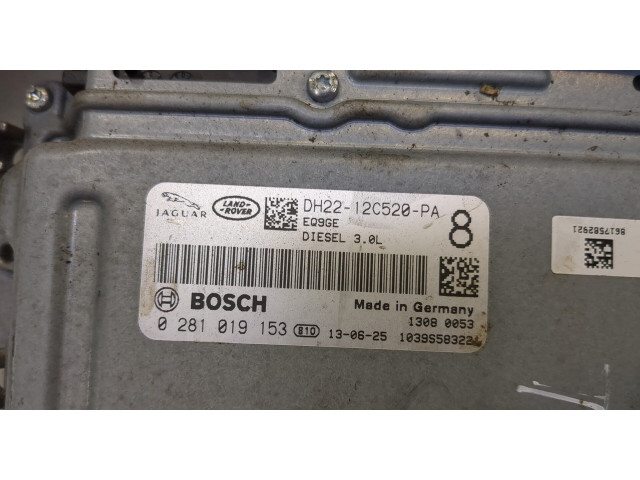 JAGUAR
LAND-ROVER
DH22-12C520-PA
EQ9GE
DIESEL 3.0L
8
BOSCH
Made in Germany
1308 0053
0 281 019 153 810 13-06-25 1039S58322
8617582921